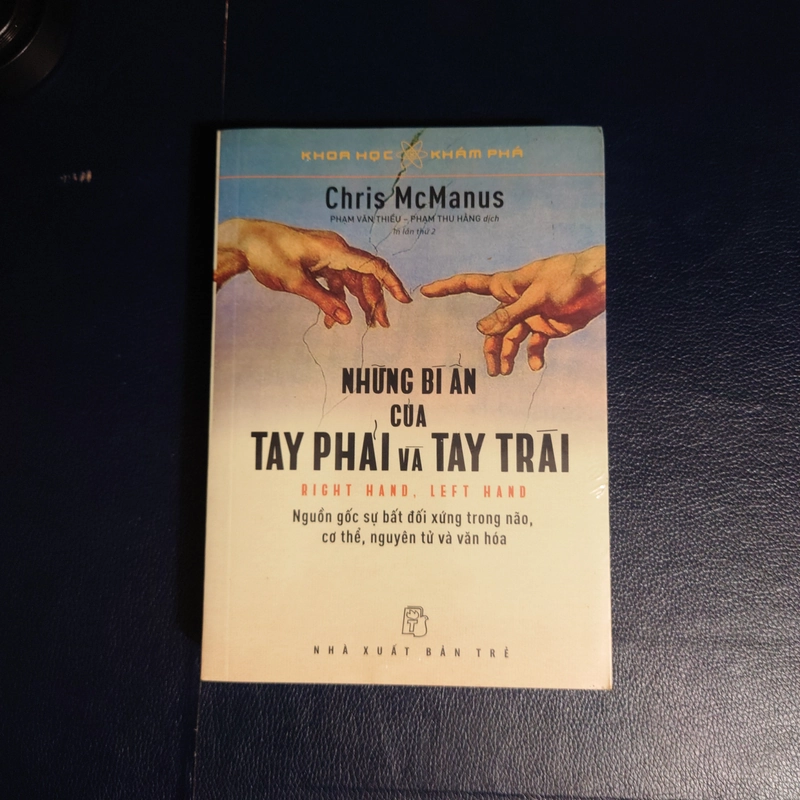 KHOA HỌC KHÁM PHÁ
Chris McManus
PHẠM VĂN THIỀU – PHẠM THU HẰNG dịch
In lần thứ 2
NHỮNG BÍ ẨN
CỦA
TAY PHẢI VÀ TAY TRÁI
RIGHT HAND, LEFT HAND
Nguồn gốc sự bất đối xứng trong não,
cơ thể, nguyên tử và văn hóa
T
NHÀ XUẤT BẢN TRẺ